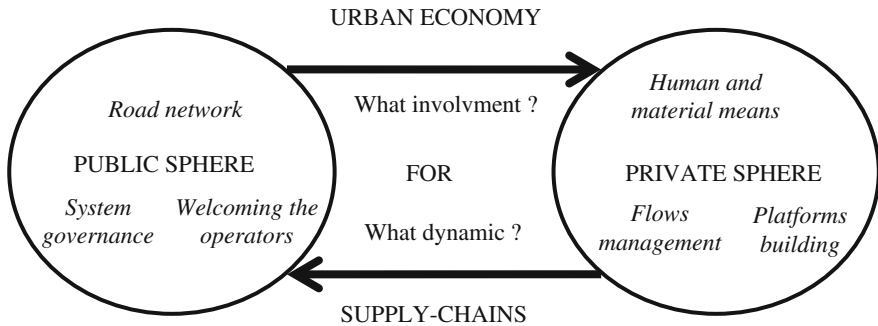 URBAN ECONOMY
Road network
PUBLIC SPHERE
System
governance
Welcoming the
operators
What involvment ?
FOR
What dynamic ?
Human and
material means
PRIVATE SPHERE
Flows
management
Platforms
building
SUPPLY-CHAINS